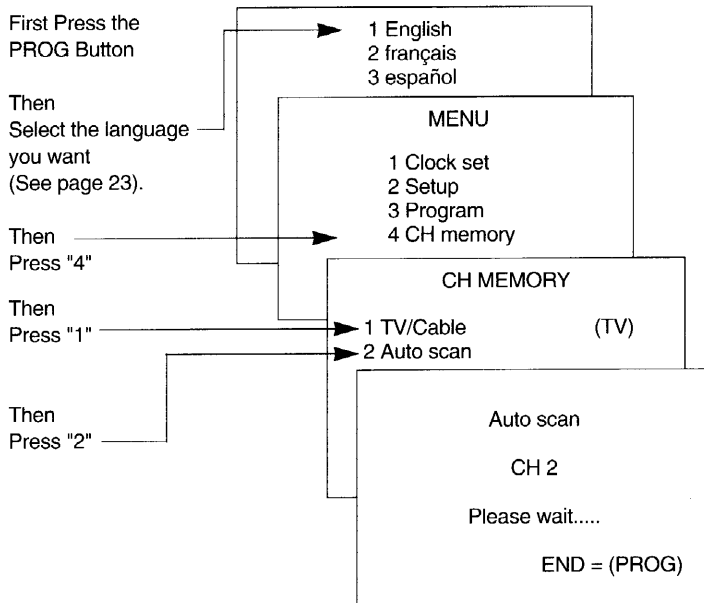 First Press the
PROG Button
Then
Select the language
you want
(See page 23).
Then
Press "4"
Then
Press "1"
Then
Press "2"
1 English
2 français
3 español
MENU
1 Clock set
2 Setup
3 Program
4 CH memory
CH MEMORY
1 TV/Cable (TV)
2 Auto scan
Auto scan
CH 2
Please wait.....
END = (PROG)